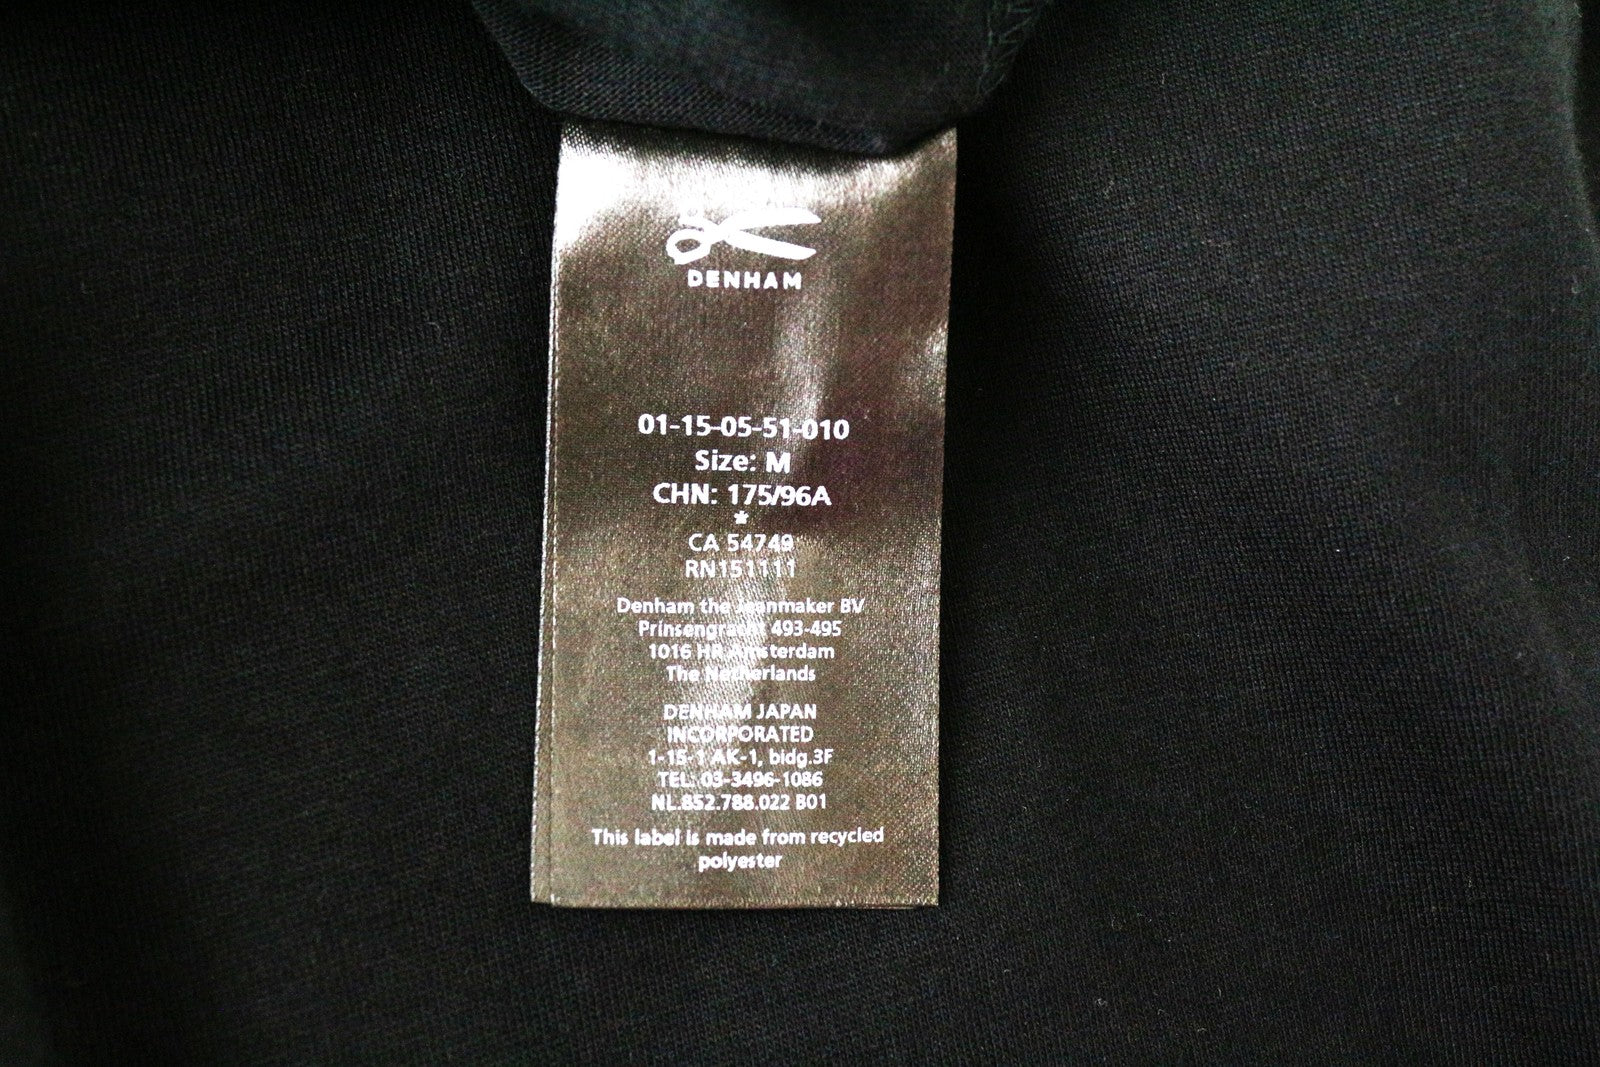 DENHAM
01-15-05-51-010
Size: M
CHN: 175/96A
*
CA 54749
RN151111
Denham the Jeanmaker BV
Prinsengracht 493-495
1016 HR Amsterdam
The Netherlands
DENHAM JAPAN
INCORPORATED
1-15-1 AK-1, bidg.3F
TEL: 03-3496-1086
NL.852.788.022 B01
This label is made from recycled
polyester